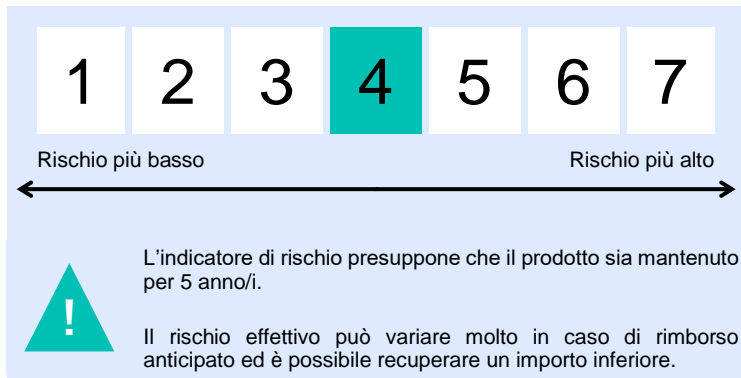 1 2 3 4 5 6 7
Rischio più basso Rischio più alto
L'indicatore di rischio presuppone che il prodotto sia mantenuto
per 5 anno/i.
!
Il rischio effettivo può variare molto in caso di rimborso
anticipato ed è possibile recuperare un importo inferiore.